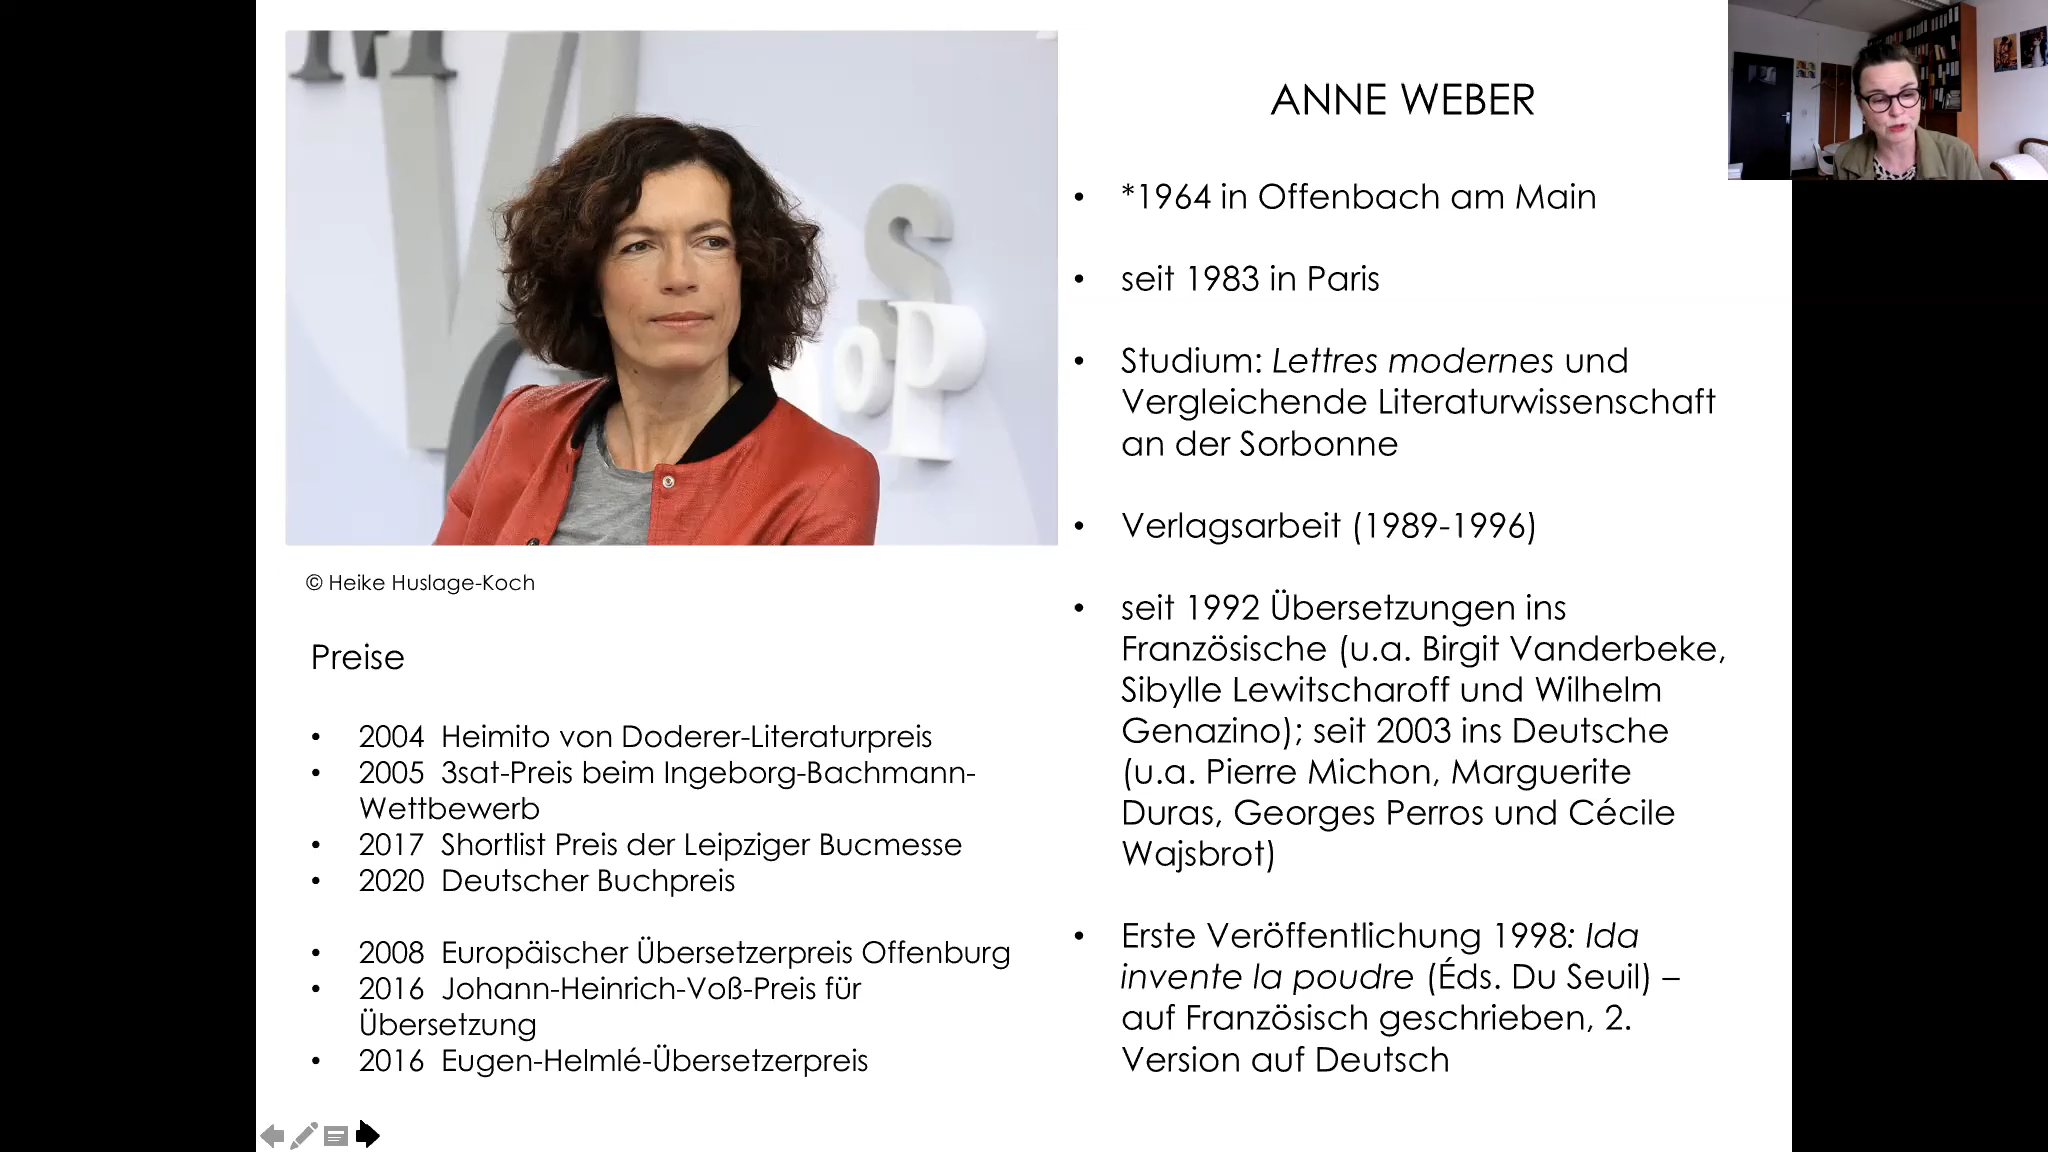 ANNE WEBER
• *1964 in Offenbach am Main
• seit 1983 in Paris
• Studium: Lettres modernes und
Vergleichende Literaturwissenschaft
an der Sorbonne
• Verlagsarbeit (1989-1996)
• seit 1992 Übersetzungen ins
Französische (u.a. Birgit Vanderbeke,
Sibylle Lewitscharoff und Wilhelm
Genazino); seit 2003 ins Deutsche
(u.a. Pierre Michon, Marguerite
Duras, Georges Perros und Cécile
Wajsbrot)
• Erste Veröffentlichung 1998: Ida
invente la poudre (Éds. Du Seuil) –
auf Französisch geschrieben, 2.
Version auf Deutsch
© Heike Huslage-Koch
Preise
• 2004 Heimito von Doderer-Literaturpreis
• 2005 3sat-Preis beim Ingeborg-Bachmann-
Wettbewerb
• 2017 Shortlist Preis der Leipziger Bucmesse
• 2020 Deutscher Buchpreis
• 2008 Europäischer Übersetzerpreis Offenburg
• 2016 Johann-Heinrich-Voß-Preis für
Übersetzung
• 2016 Eugen-Helmlé-Übersetzerpreis